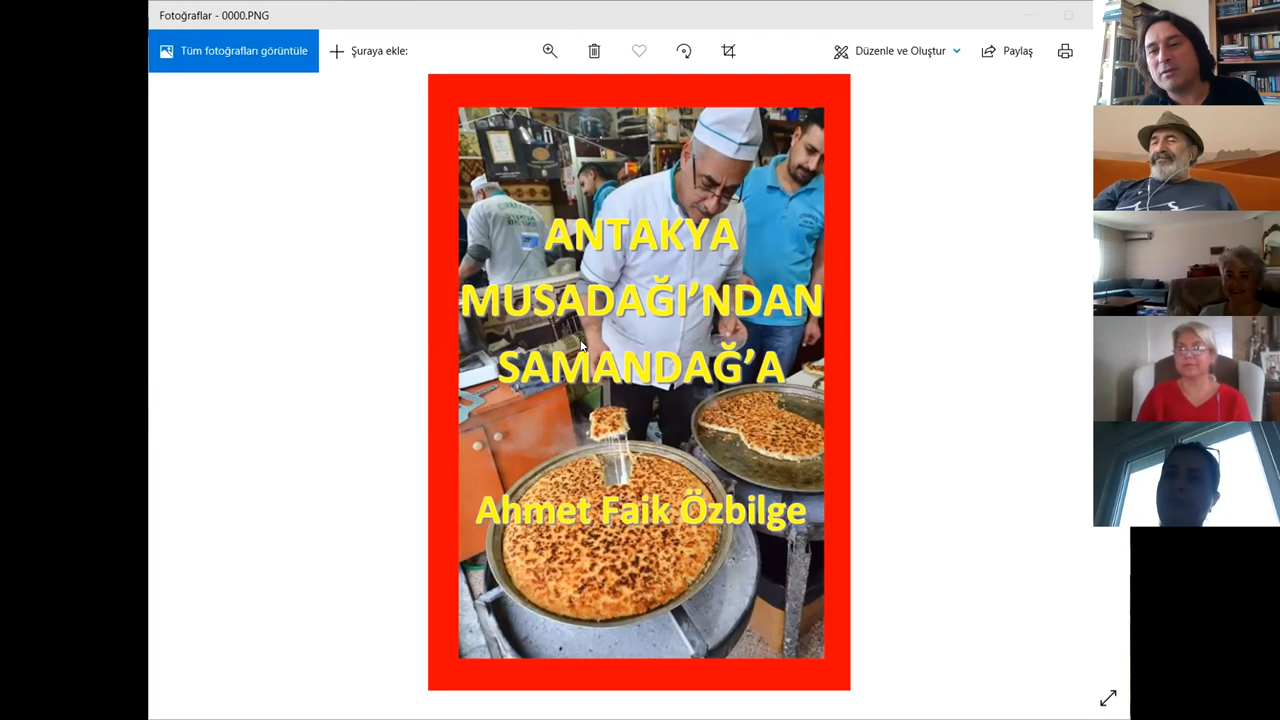 Fotoğraflar - 0000.PNG
Tüm fotoğrafları görüntüle
Şuraya ekle:
Düzenle ve Oluştur
Paylaş
ANTAKYA
MUSADAĞI’NDAN
SAMANDAĞ’A
Ahmet Faik Özbilge